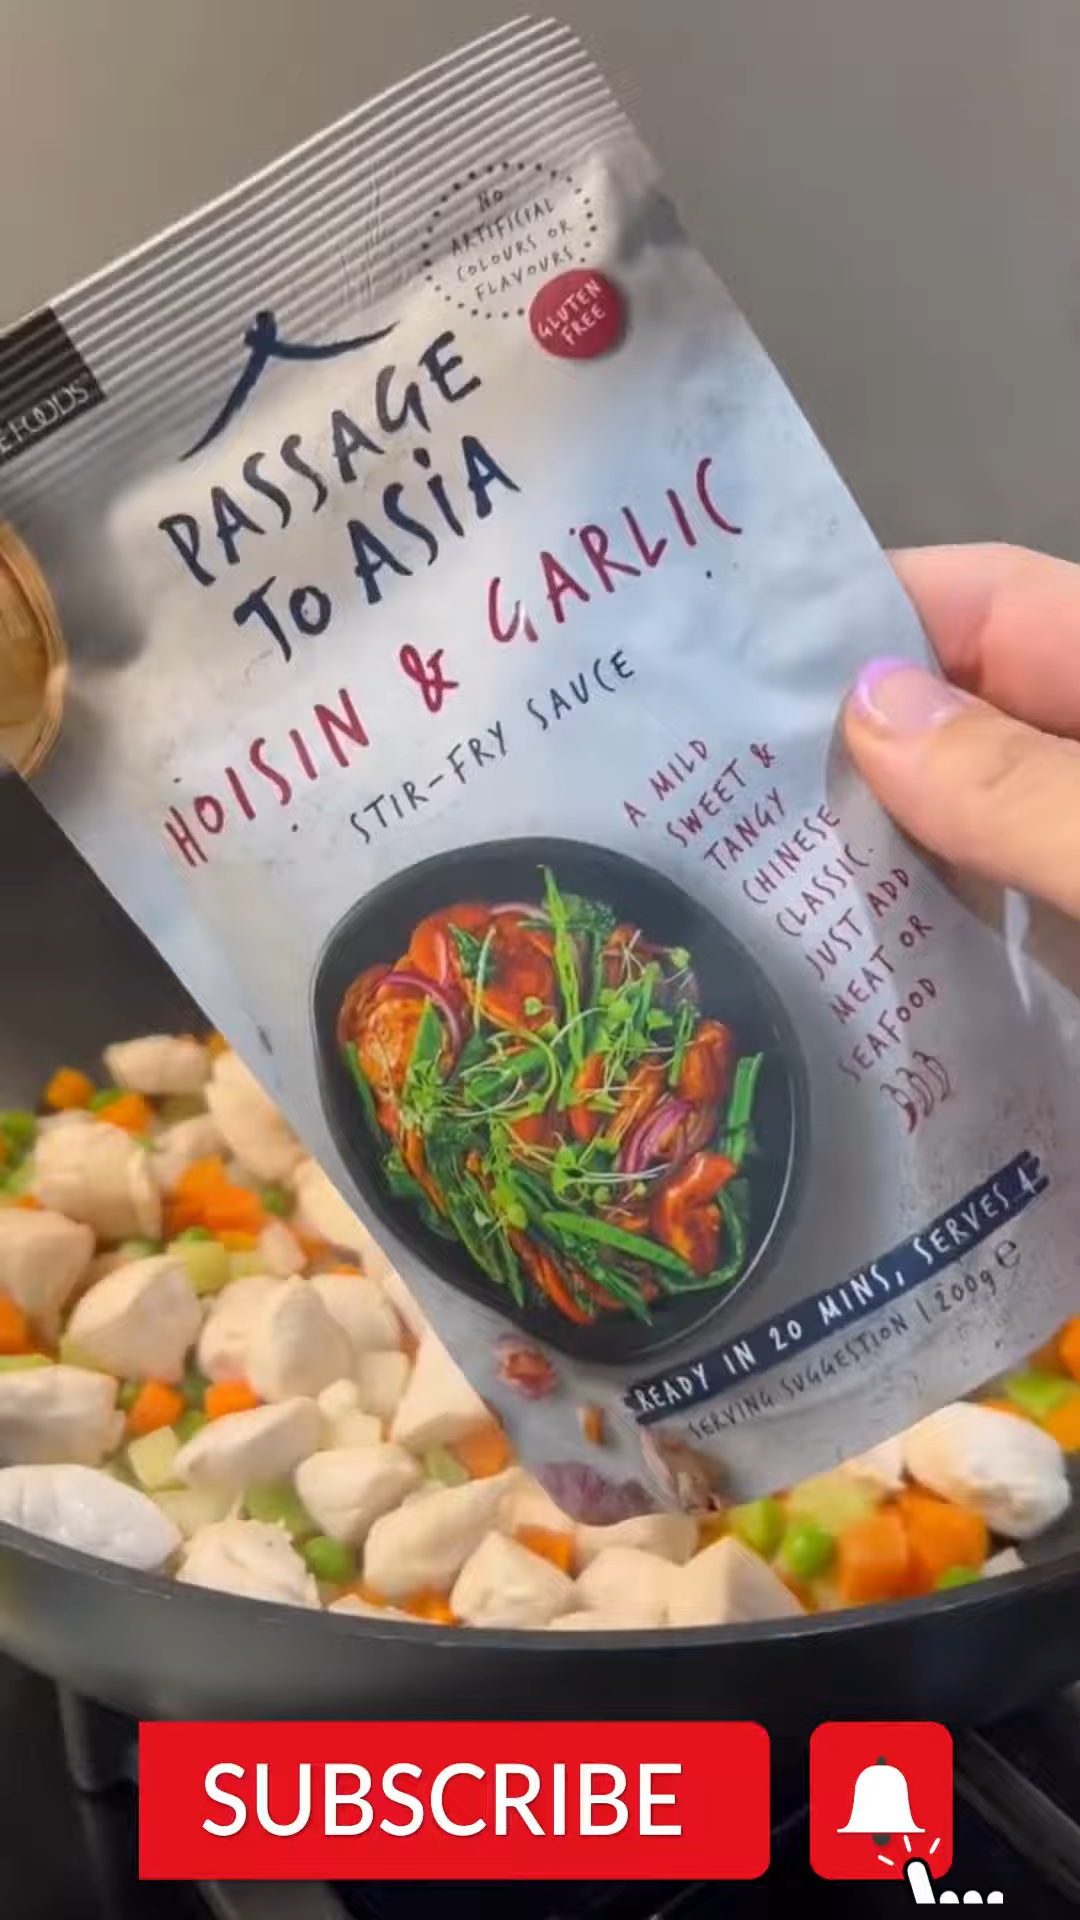 NO
ARTIFICIAL
COLOURS OR
FLAVOURS.
GLUTEN
FREE
PASSAGE
TO ASIA
HOISIN & GARLIC
STIR-FRY SAUCE
A MILD
SWEET &
TANGY
CHINESE
CLASSIC.
JUST ADD
MEAT OR
SEAFOOD
READY IN 20 MINS, SERVES 4
SERVING SUGGESTION | 200g e
SUBSCRIBE